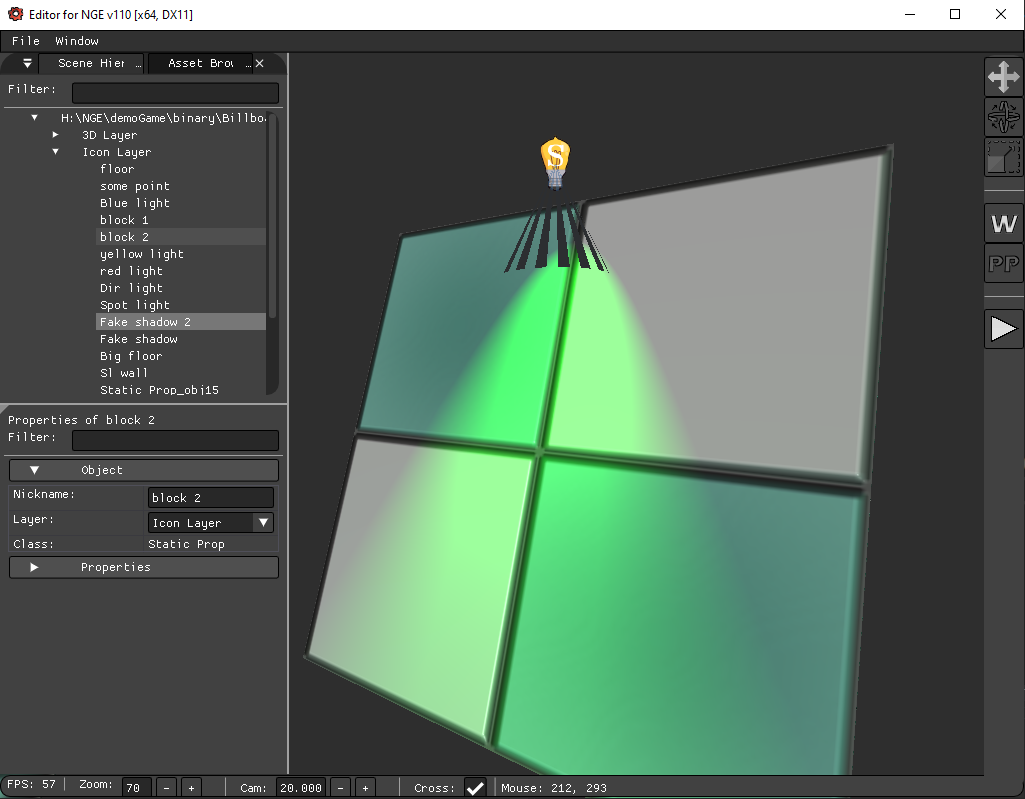 Editor for NGE v110 [x64, DX11]
File Window
Scene Hier … Asset Bro …
Filter:
H:\NGE\demoGame\binary\Billbo
3D Layer
Icon Layer
floor
some point
Blue light
block 1
block 2
yellow light
red light
Dir light
Spot light
Fake shadow 2
Fake shadow
Big floor
Sl wall
Static Prop_obj15
Properties of block 2
Filter:
Object
Nickname: block 2
Layer: Icon Layer
Class: Static Prop
Properties
S
W
PP
FPS: 57 Zoom: 70 - + Cam: 20.000 - + Cross: Mouse: 212, 293